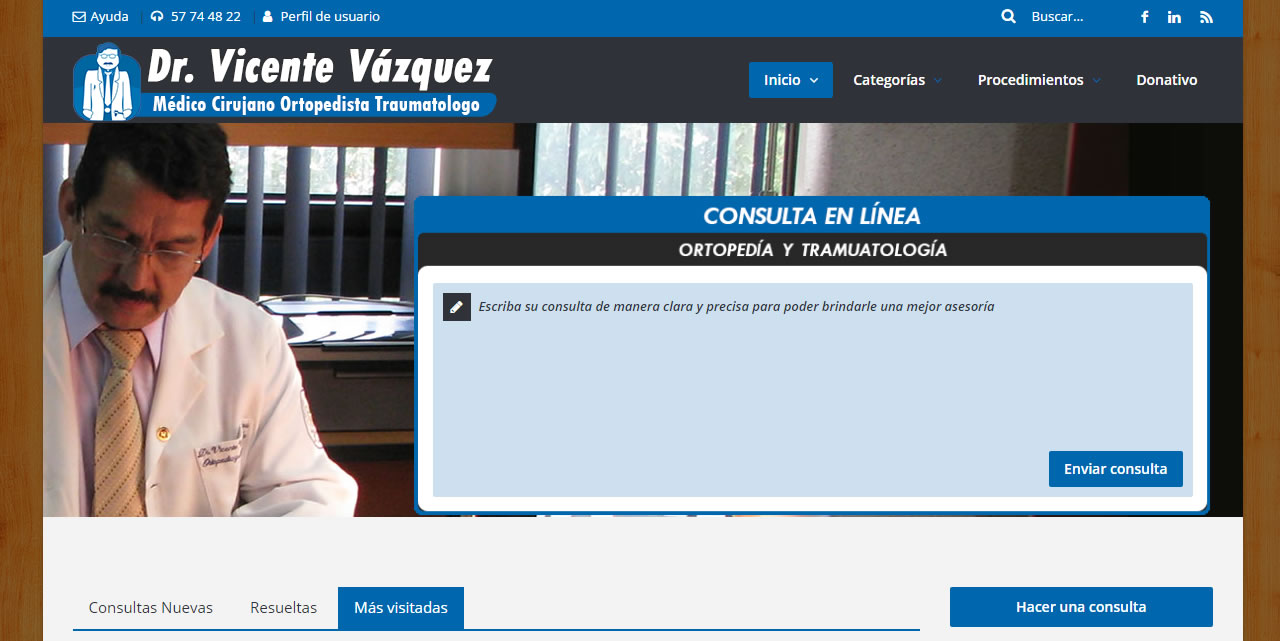 Ayuda
57 74 48 22
Perfil de usuario
Buscar...
Dr. Vicente Vázquez
Médico Cirujano Ortopedista Traumatologo
Inicio
Categorías
Procedimientos
Donativo
CONSULTA EN LÍNEA
ORTOPEDÍA Y TRAMUATOLOGÍA
Escriba su consulta de manera clara y precisa para poder brindarle una mejor asesoría
Enviar consulta
Dr. Vicente
Consultas Nuevas
Resueltas
Más visitadas
Hacer una consulta